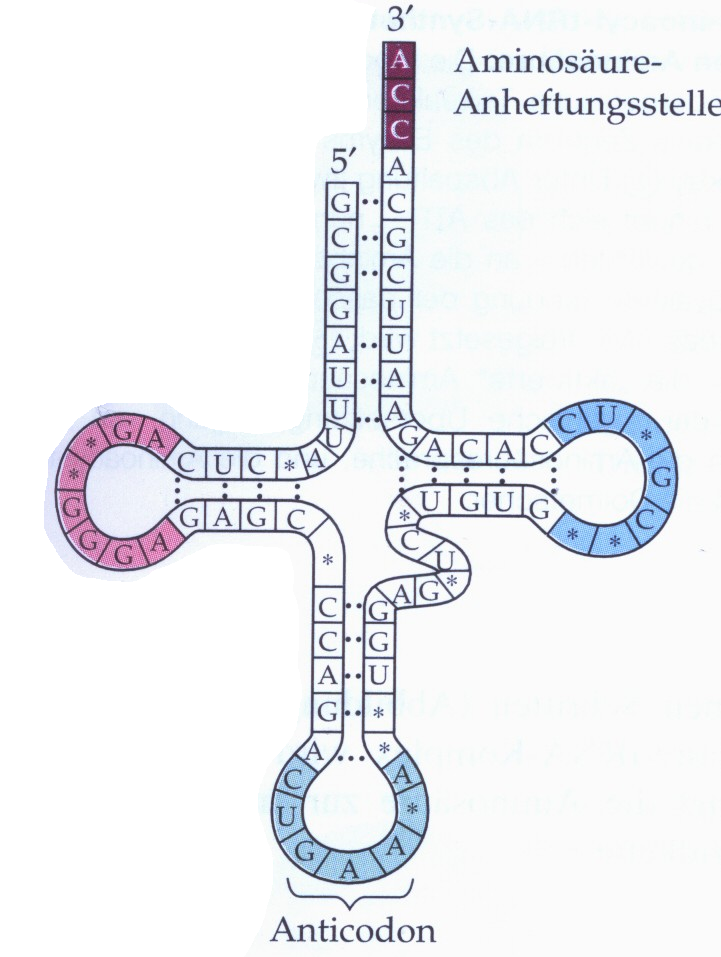 3′
A
C
C
Aminosäure-
Anheftungsstelle
5′
A
G C
C G
G C
G U
A U
U A
U A
U G A C A C C U * G C * * G U G U * C U * G A
A * C U C A G * * G G G A G A G C *
C G
C G
A U
G *
A *
C U G A A A * A
Anticodon